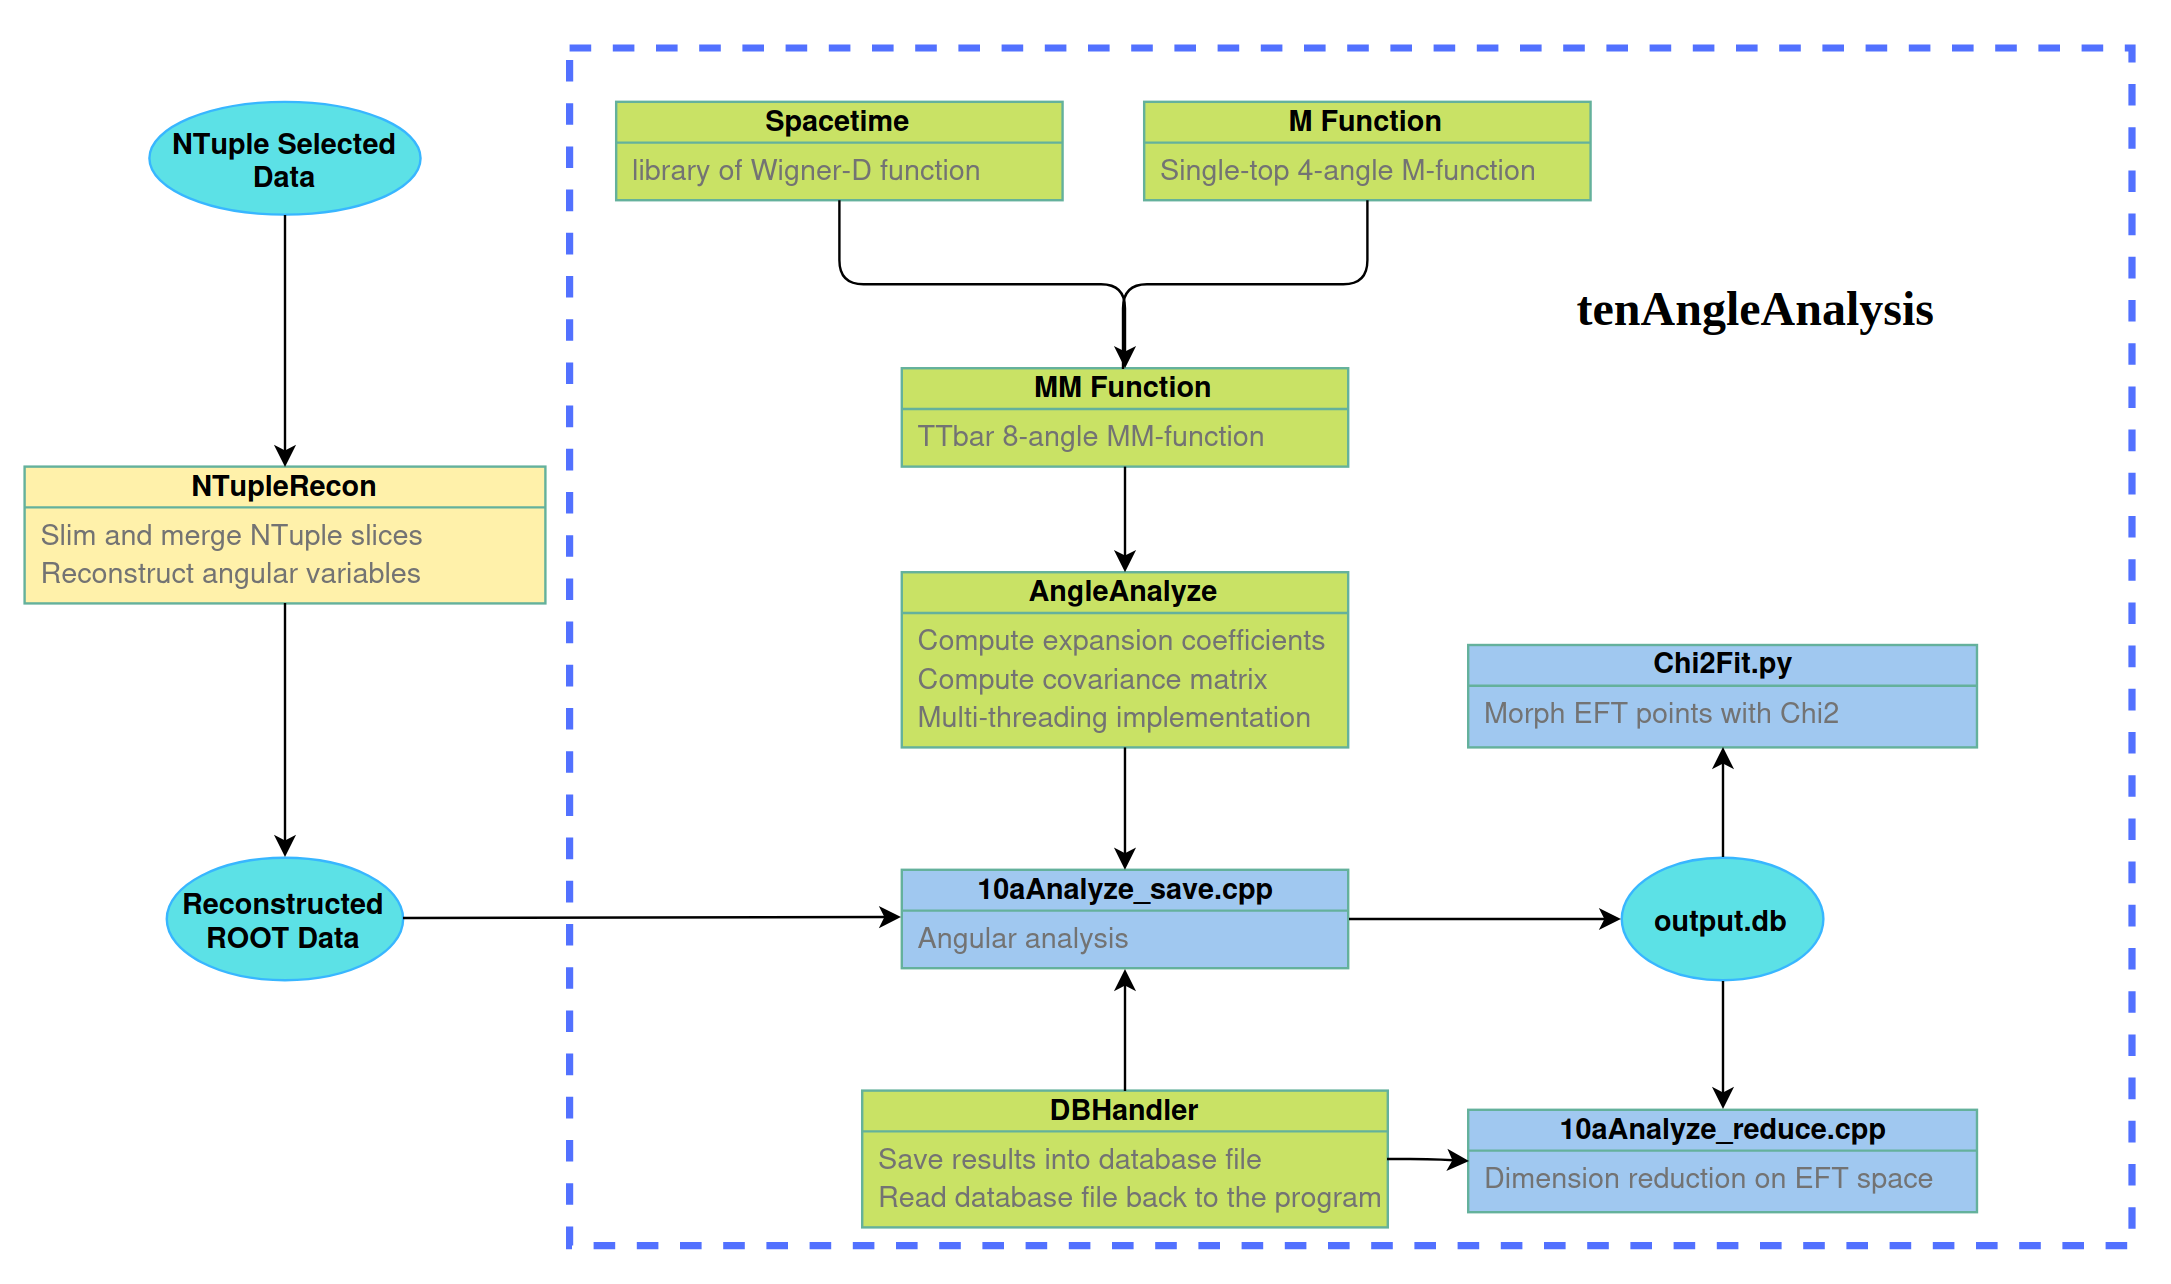 NTuple Selected
Data
NTupleRecon
Slim and merge NTuple slices
Reconstruct angular variables
Reconstructed
ROOT Data
Spacetime
library of Wigner-D function
M Function
Single-top 4-angle M-function
tenAngleAnalysis
MM Function
TTbar 8-angle MM-function
AngleAnalyze
Compute expansion coefficients
Compute covariance matrix
Multi-threading implementation
10aAnalyze_save.cpp
Angular analysis
DBHandler
Save results into database file
Read database file back to the program
Chi2Fit.py
Morph EFT points with Chi2
output.db
10aAnalyze_reduce.cpp
Dimension reduction on EFT space